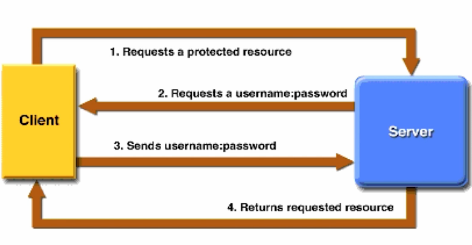 1. Requests a protected resource
2. Requests a username:password
Client
Server
3. Sends username:password
4. Returns requested resource